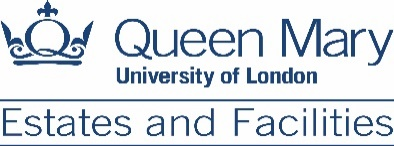 Queen Mary
University of London
Estates and Facilities